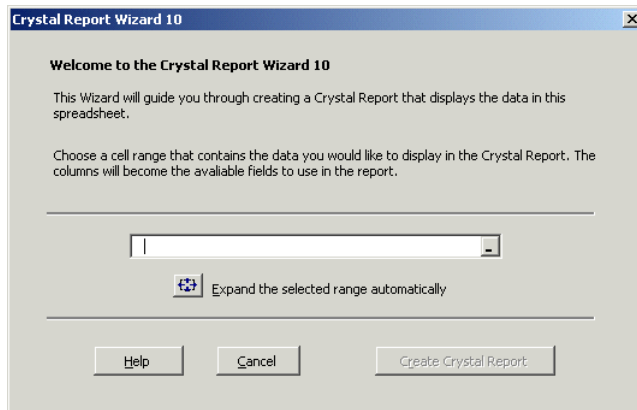 Crystal Report Wizard 10
Welcome to the Crystal Report Wizard 10
This Wizard will guide you through creating a Crystal Report that displays the data in this
spreadsheet.
Choose a cell range that contains the data you would like to display in the Crystal Report. The
columns will become the avaliable fields to use in the report.
Expand the selected range automatically
Help Cancel Create Crystal Report